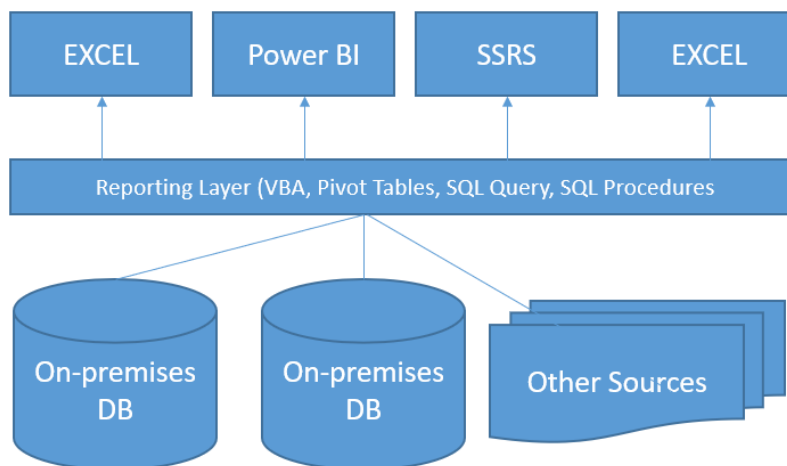 EXCEL
Power BI
SSRS
EXCEL
Reporting Layer (VBA, Pivot Tables, SQL Query, SQL Procedures
On-premises
DB
On-premises
DB
Other Sources